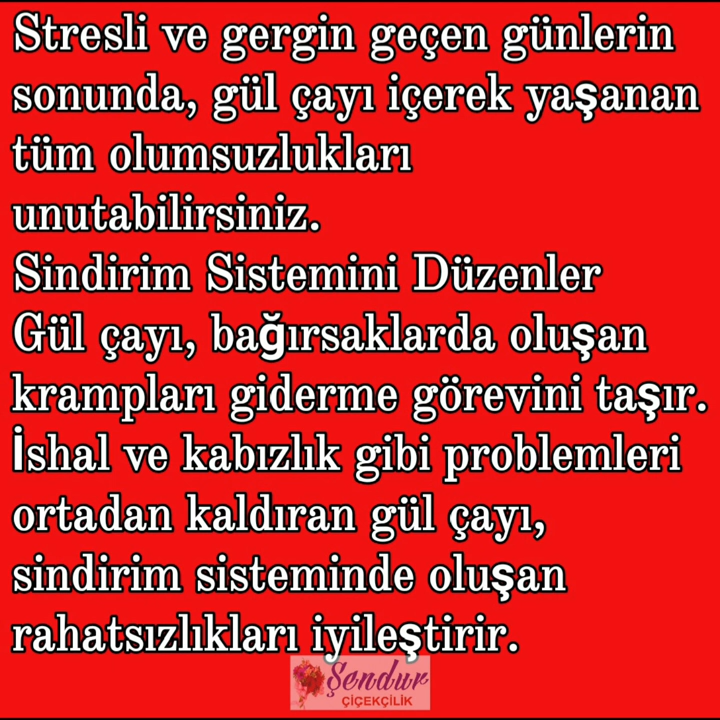 Stresli ve gergin geçen günlerin
sonunda, gül çayı içerek yaşanan
tüm olumsuzlukları
unutabilirsiniz.
Sindirim Sistemini Düzenler
Gül çayı, bağırsaklarda oluşan
krampları giderme görevini taşır.
İshal ve kabızlık gibi problemleri
ortadan kaldıran gül çayı,
sindirim sisteminde oluşan
rahatsızlıkları iyileştirir.
Şendur
ÇİÇEKÇİLİK